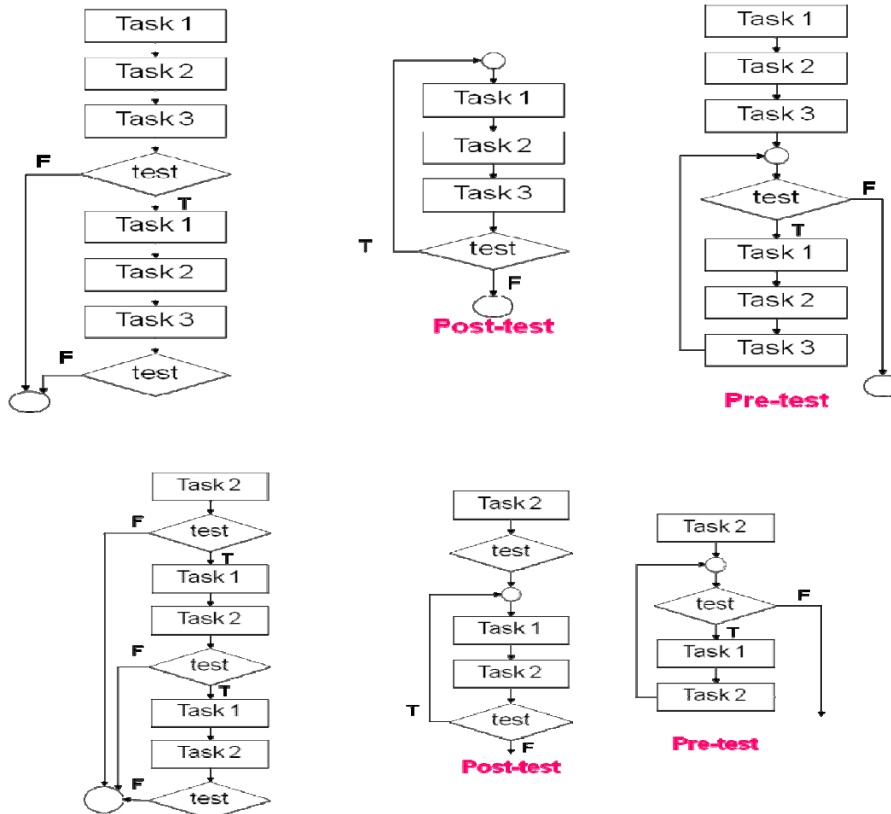 Task 1
Task 2
Task 3
F
test
T
Task 1
Task 2
Task 3
F
test
Task 1
Task 2
Task 3
T
test
F
Post-test
Task 1
Task 2
Task 3
test
F
T
Task 1
Task 2
Task 3
Pre-test
Task 2
F
test
T
Task 1
Task 2
F
test
T
Task 1
Task 2
F
test
Task 2
test
Task 1
Task 2
T
test
F
Post-test
Task 2
test
F
T
Task 1
Task 2
Pre-test